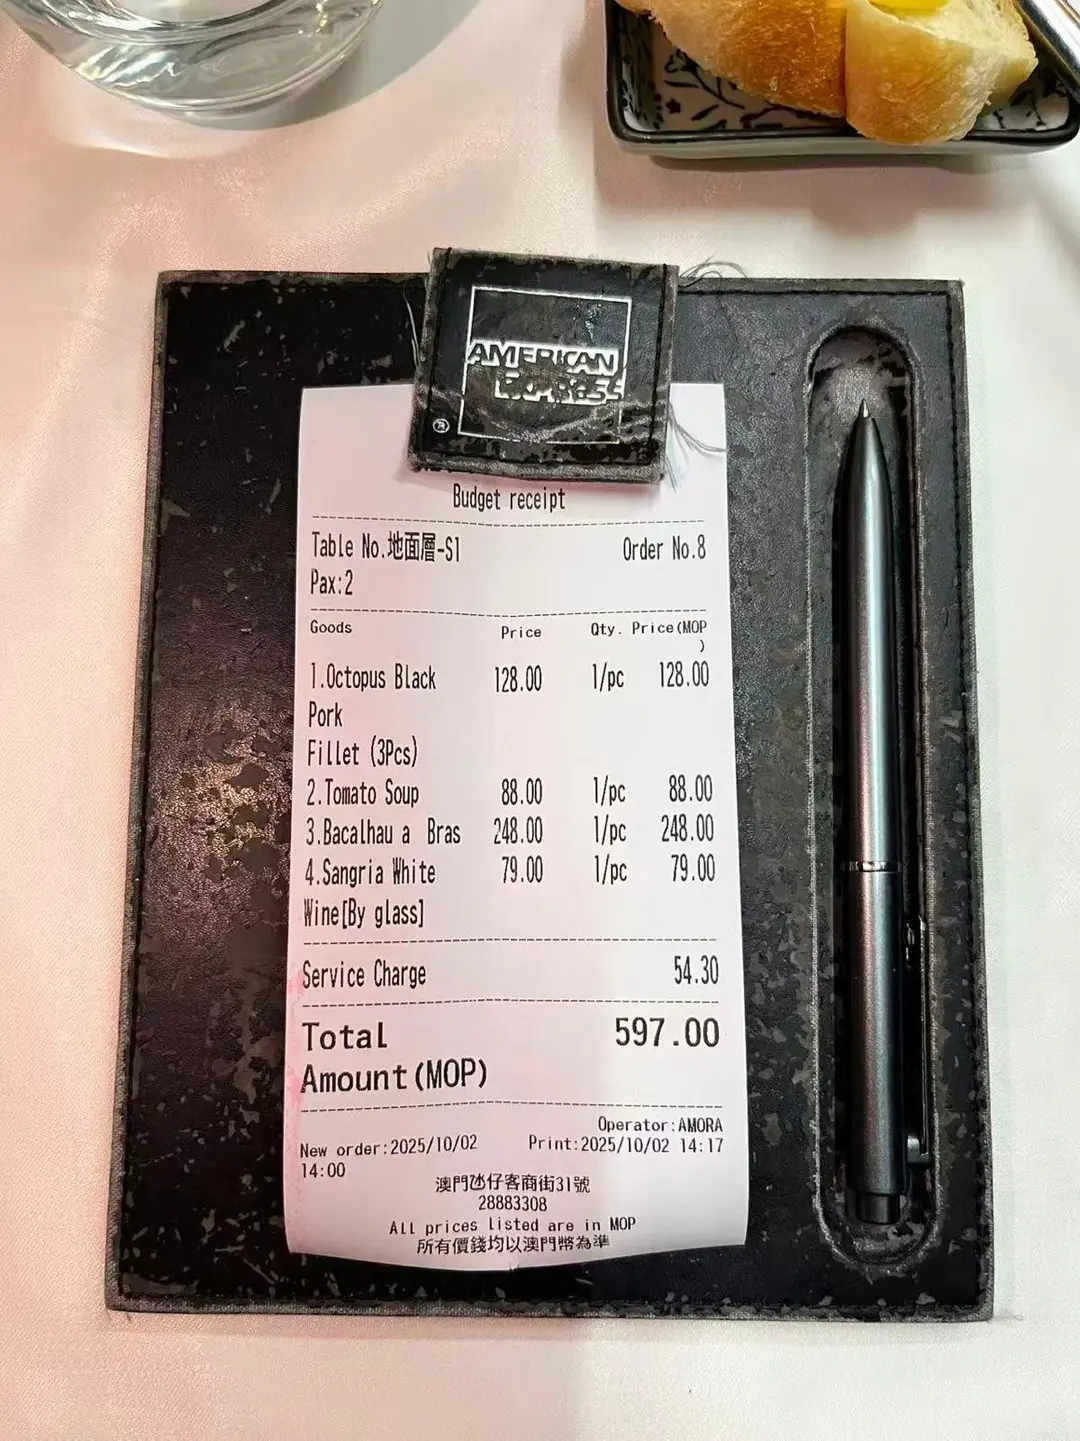 AMERICAN
EXPRESS
®
Budget receipt
Table No.地面層-S1 Order No.8
Pax:2
Goods Price Qty. Price(MOP
)
1.Octopus Black 128.00 1/pc 128.00
Pork
Fillet (3Pcs)
2.Tomato Soup 88.00 1/pc 88.00
3.Bacalhau a Bras 248.00 1/pc 248.00
4.Sangria White 79.00 1/pc 79.00
Wine[By glass]
Service Charge 54.30
Total 597.00
Amount(MOP)
Operator:AMORA
New order:2025/10/02 Print:2025/10/02 14:17
14:00
澳門氹仔客商街31號
28883308
All prices listed are in MOP
所有價錢均以澳門幣為準